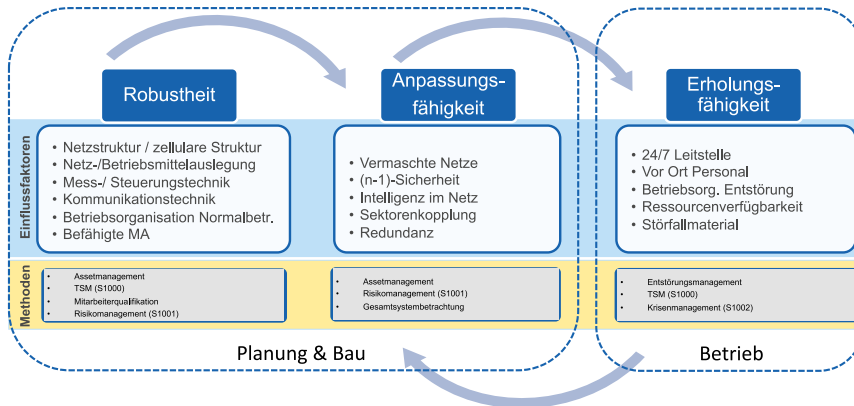 Robustheit
Anpassungs-
fähigkeit
Erholungs-
fähigkeit
Einflussfaktoren
• Netzstruktur / zellulare Struktur
• Netz-/Betriebsmittelauslegung
• Mess-/ Steuerungstechnik
• Kommunikationstechnik
• Betriebsorganisation Normalbetr.
• Befähigte MA
• Vermaschte Netze
• (n-1)-Sicherheit
• Intelligenz im Netz
• Sektorenkopplung
• Redundanz
• 24/7 Leitstelle
• Vor Ort Personal
• Betriebsorg. Entstörung
• Ressourcenverfügbarkeit
• Störfallmaterial
Methoden
• Assetmanagement
• TSM (S1000)
• Mitarbeiterqualifikation
• Risikomanagement (S1001)
• Assetmanagement
• Risikomanagement (S1001)
• Gesamtsystembetrachtung
• Entstörungsmanagement
• TSM (S1000)
• Krisenmanagement (S1002)
Planung & Bau
Betrieb